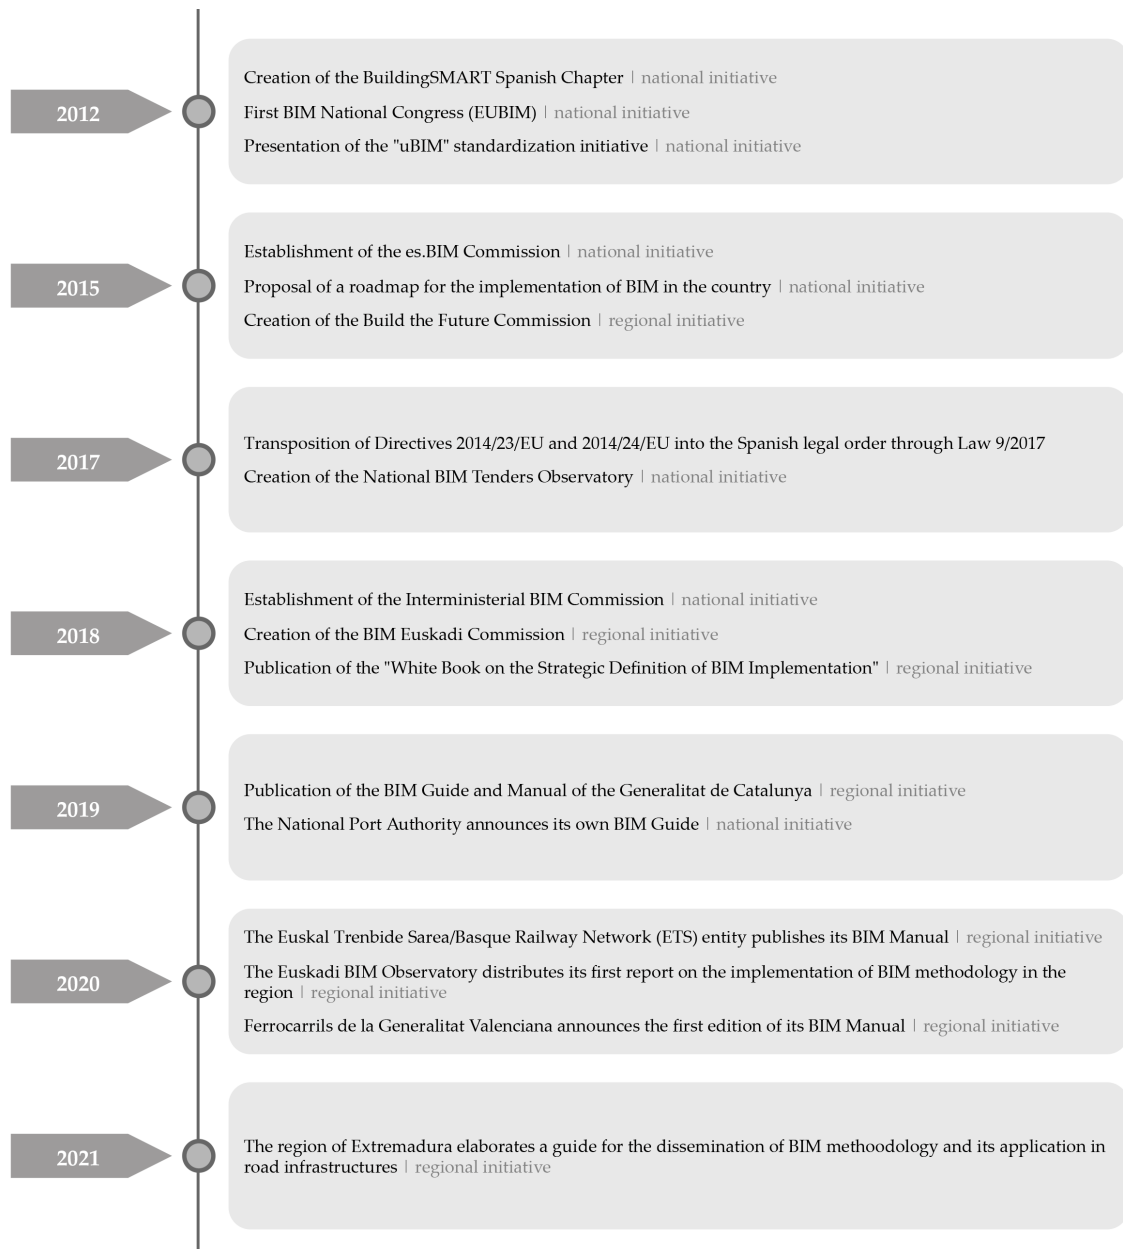 2012
Creation of the BuildingSMART Spanish Chapter | national initiative
First BIM National Congress (EUBIM) | national initiative
Presentation of the "uBIM" standardization initiative | national initiative
2015
Establishment of the es.BIM Commission | national initiative
Proposal of a roadmap for the implementation of BIM in the country | national initiative
Creation of the Build the Future Commission | regional initiative
2017
Transposition of Directives 2014/23/EU and 2014/24/EU into the Spanish legal order through Law 9/2017
Creation of the National BIM Tenders Observatory | national initiative
2018
Establishment of the Interministerial BIM Commission | national initiative
Creation of the BIM Euskadi Commission | regional initiative
Publication of the "White Book on the Strategic Definition of BIM Implementation" | regional initiative
2019
Publication of the BIM Guide and Manual of the Generalitat de Catalunya | regional initiative
The National Port Authority announces its own BIM Guide | national initiative
2020
The Euskal Trenbide Sarea/Basque Railway Network (ETS) entity publishes its BIM Manual | regional initiative
The Euskadi BIM Observatory distributes its first report on the implementation of BIM methodology in the
region | regional initiative
Ferrocarrils de la Generalitat Valenciana announces the first edition of its BIM Manual | regional initiative
2021
The region of Extremadura elaborates a guide for the dissemination of BIM methoodology and its application in
road infrastructures | regional initiative